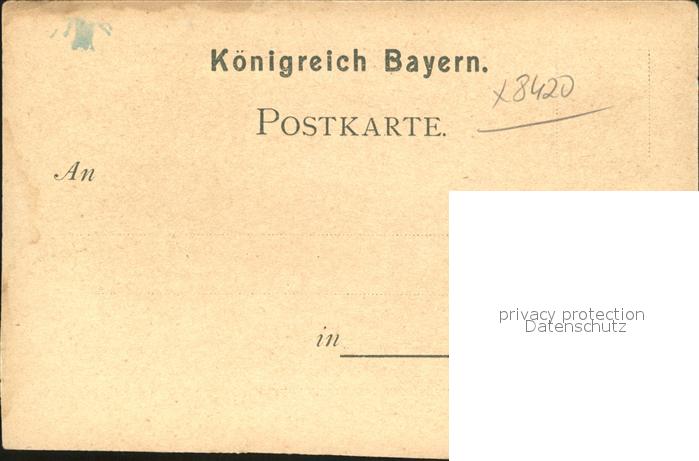 Königreich Bayern.
x8420
POSTKARTE.
An
in
privacy protection
Datenschutz